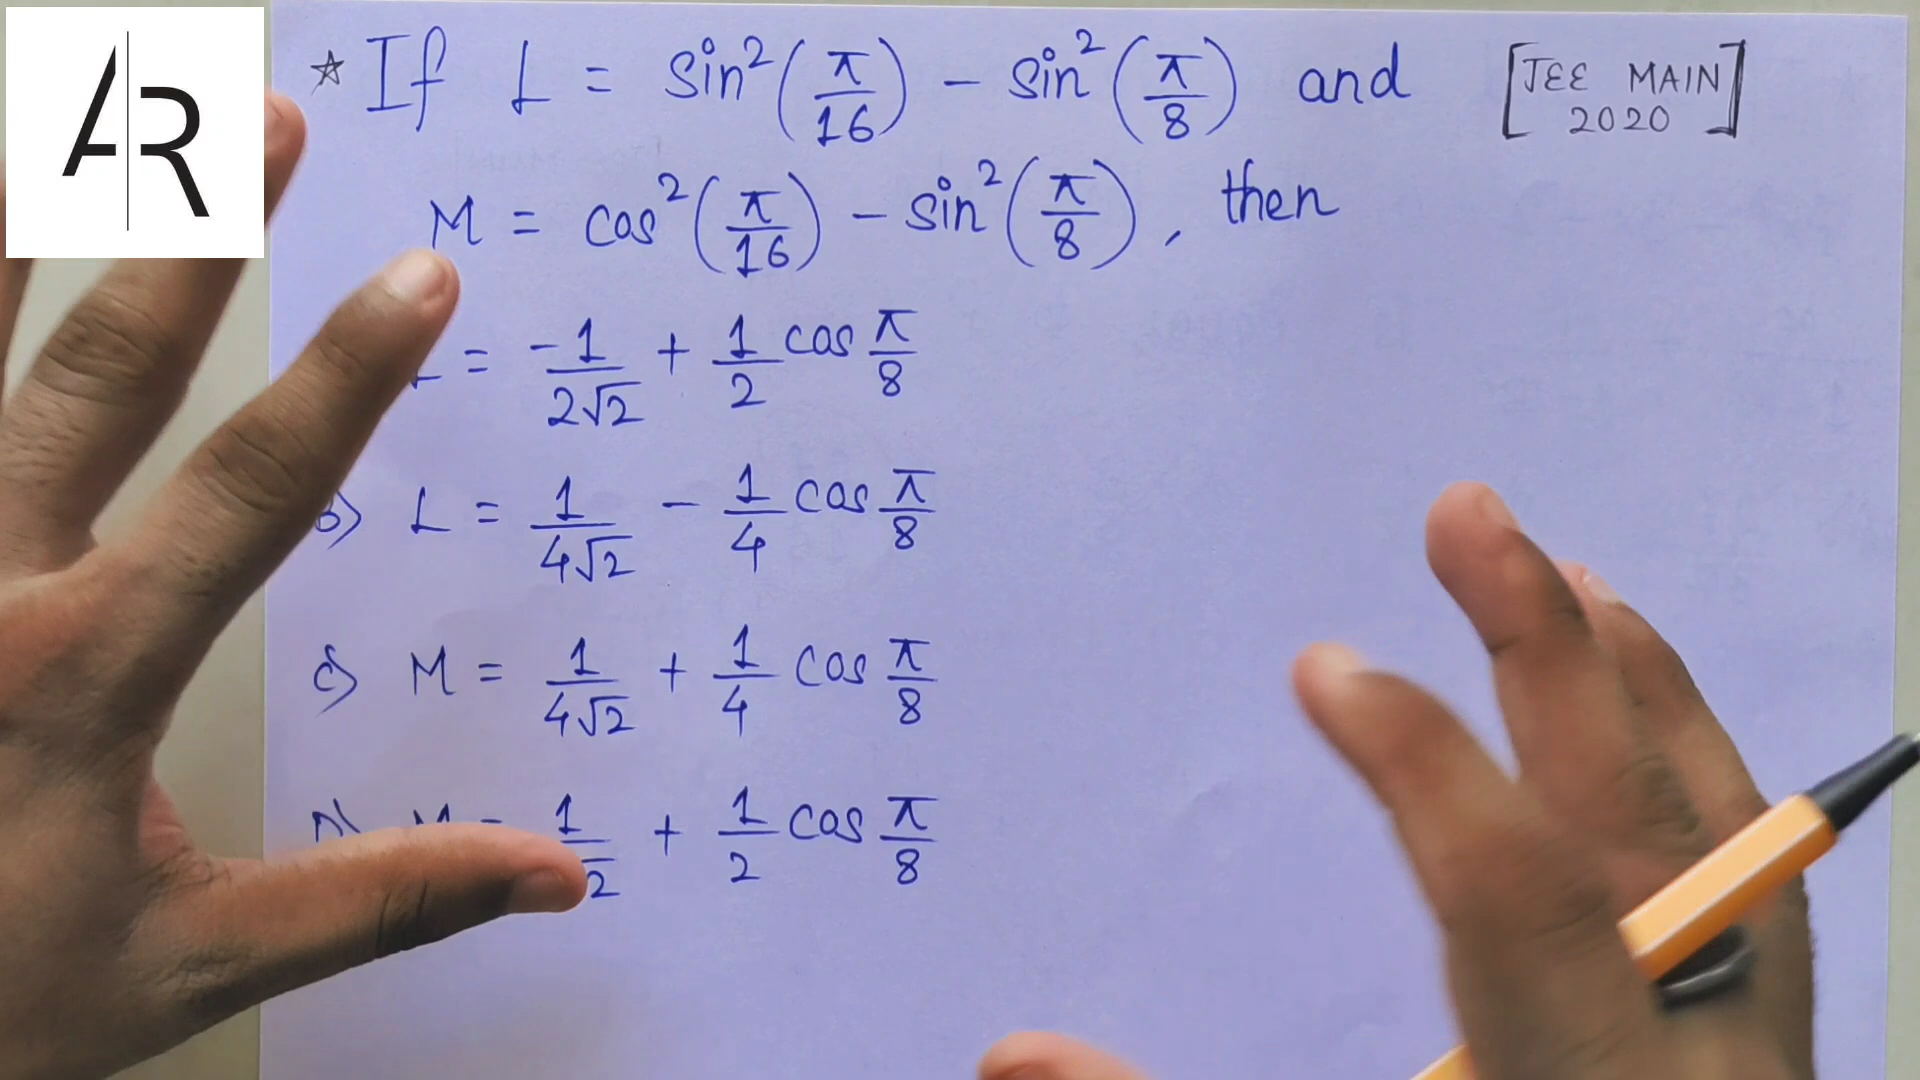 AR
☆ If L = sin²(π/16) − sin²(π/8) and
[JEE MAIN 2020]
M = cos²(π/16) − sin²(π/8), then
= -1/2√2 + 1/2 cos π/8
B) L = 1/4√2 − 1/4 cos π/8
C) M = 1/4√2 + 1/4 cos π/8
1/√2 + 1/2 cos π/8